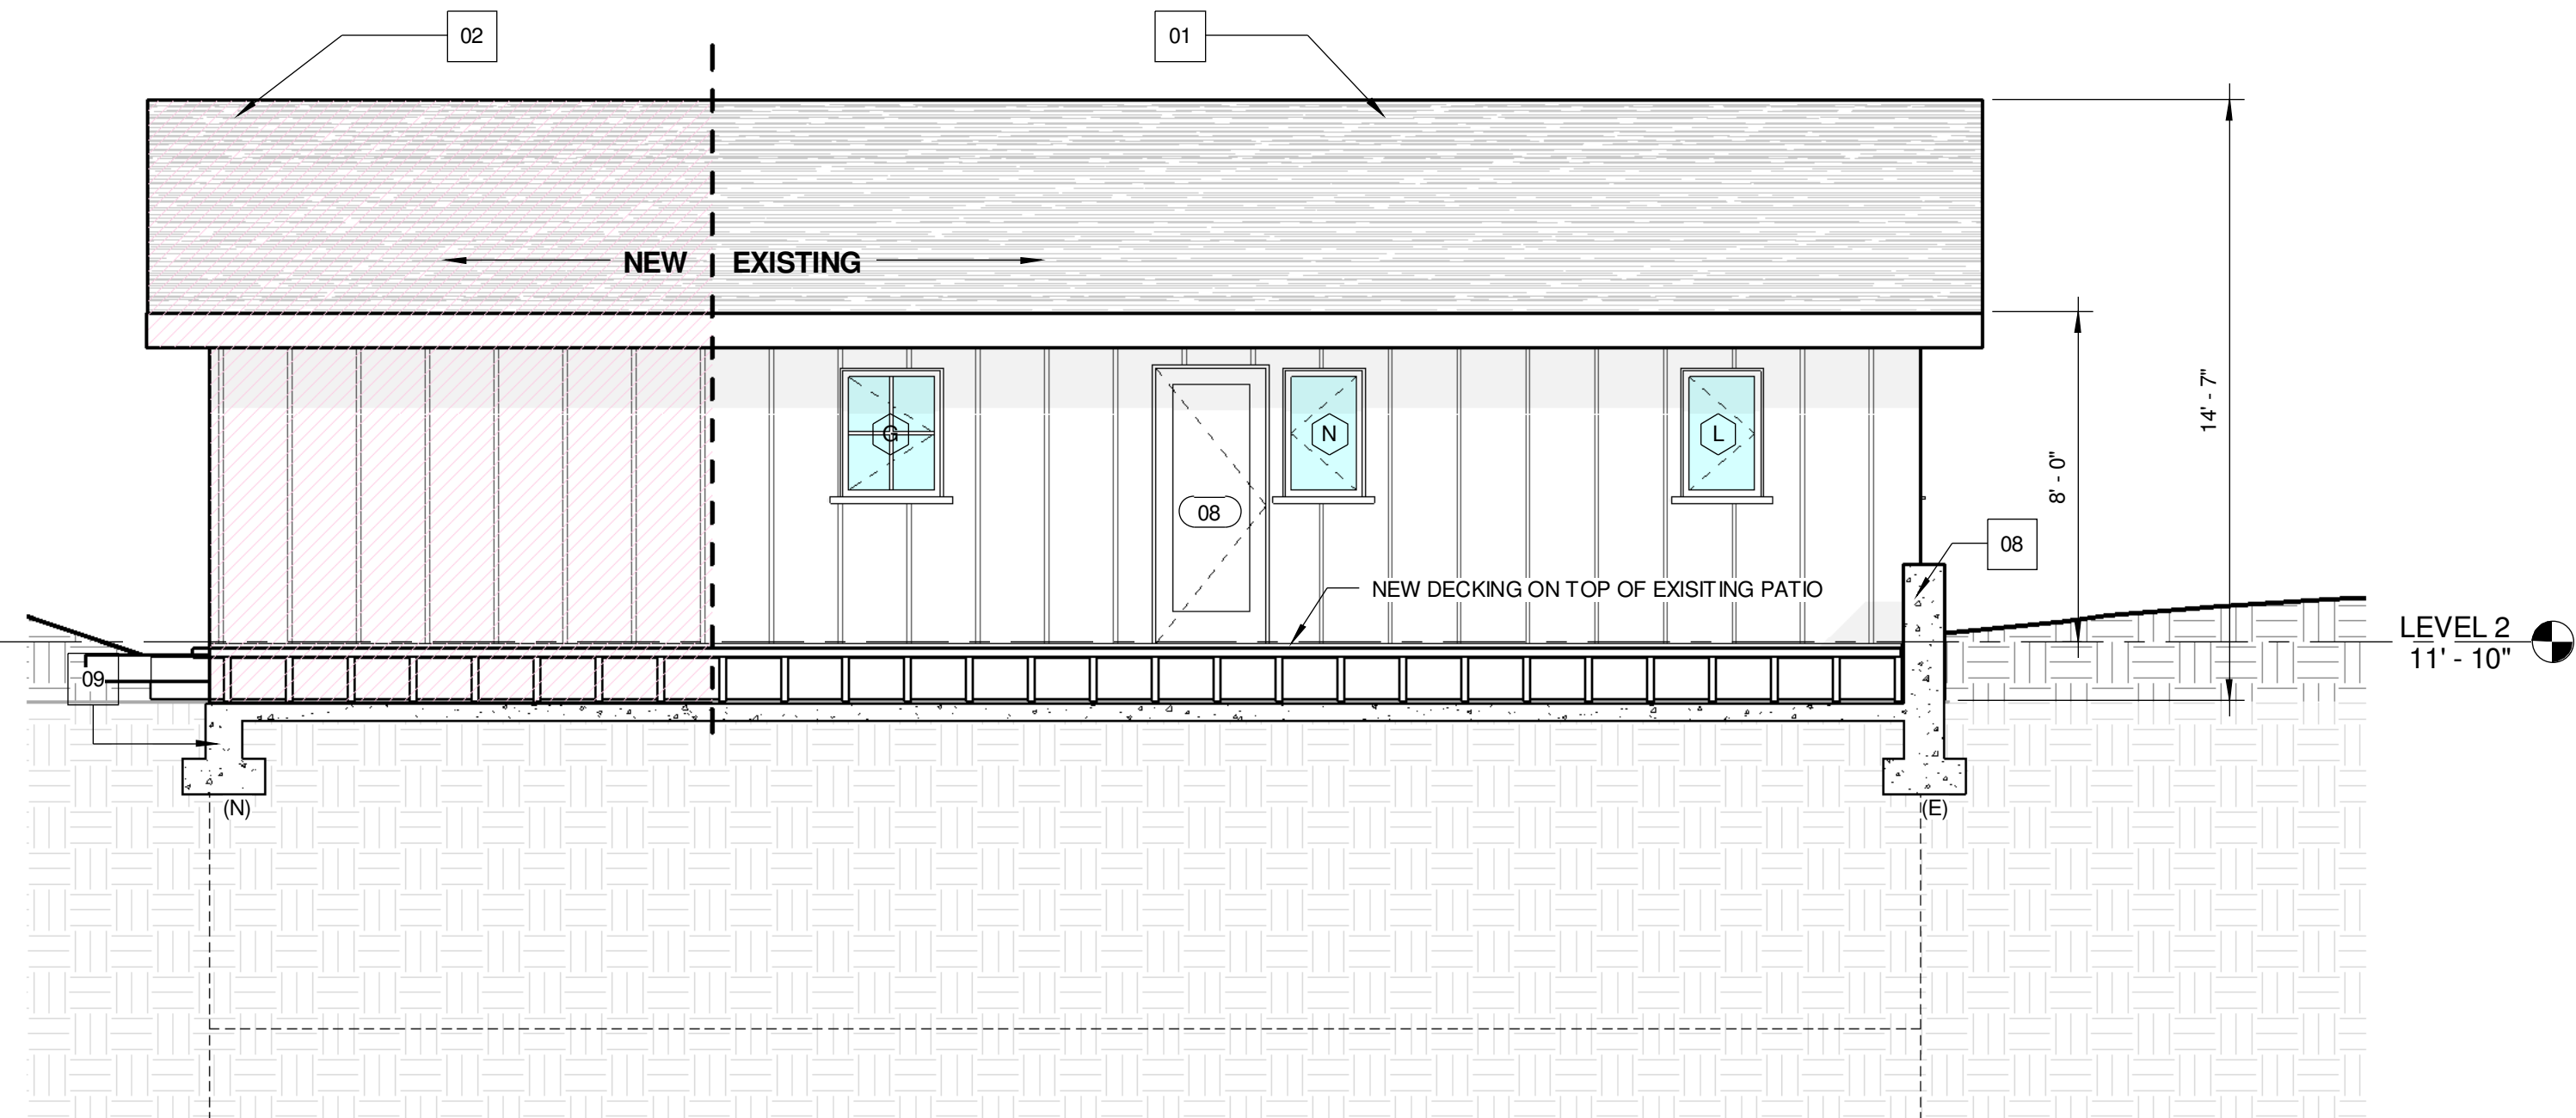 02
01
NEW
EXISTING
G
N
L
08
14' - 7"
8' - 0"
08
NEW DECKING ON TOP OF EXISITING PATIO
LEVEL 2
11' - 10"
09
(N)
(E)